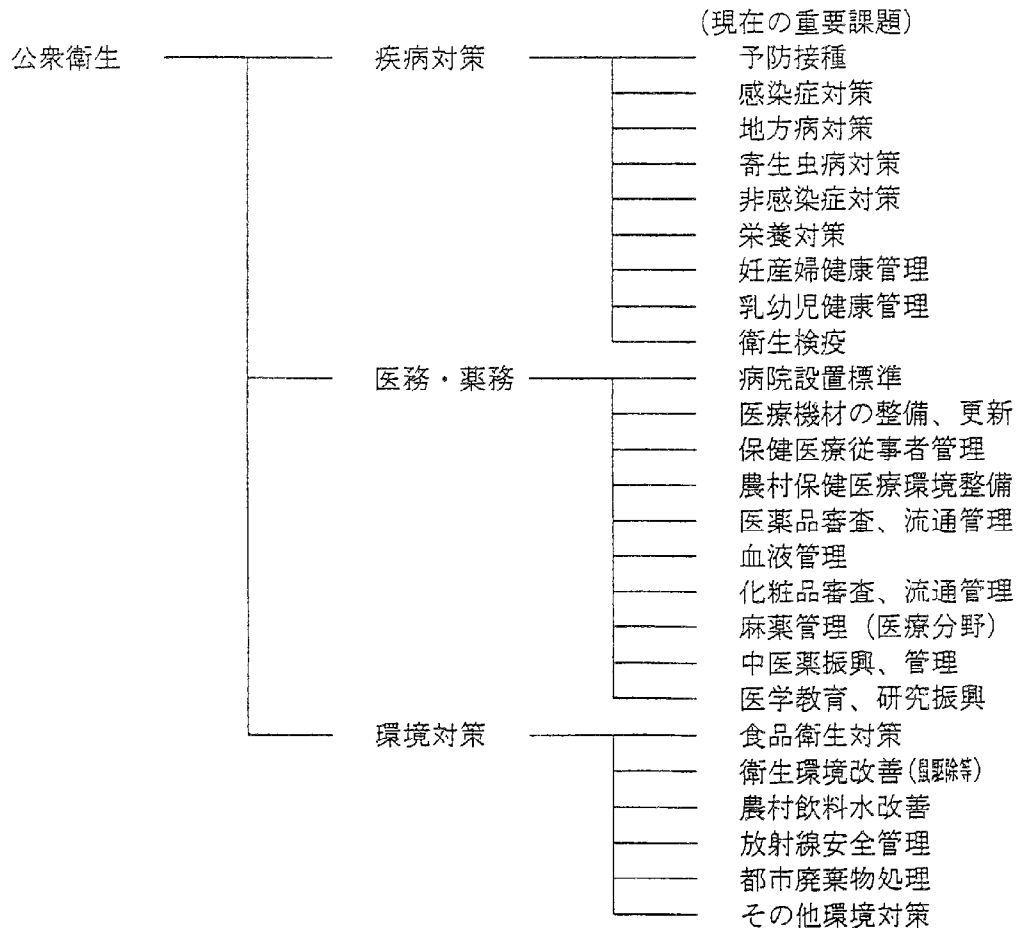 (現在の重要課題)
公衆衛生 疾病対策 予防接種
感染症対策
地方病対策
寄生虫病対策
非感染症対策
栄養対策
妊産婦健康管理
乳幼児健康管理
衛生検疫
医務・薬務 病院設置標準
医療機材の整備、更新
保健医療従事者管理
農村保健医療環境整備
医薬品審査、流通管理
血液管理
化粧品審査、流通管理
麻薬管理(医療分野)
中医薬振興、管理
医学教育、研究振興
環境対策 食品衛生対策
衛生環境改善(駆除等)
農村飲料水改善
放射線安全管理
都市廃棄物処理
その他環境対策